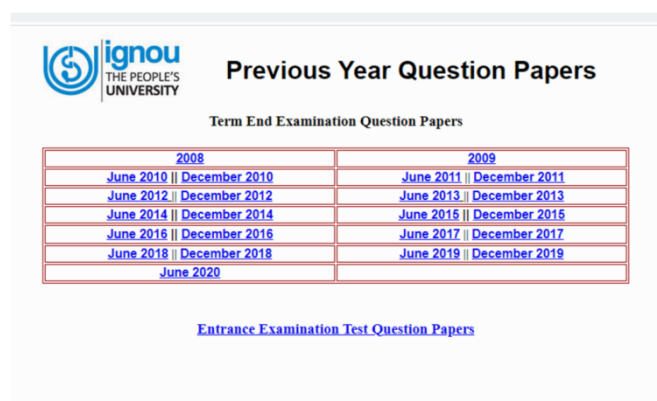 ignou
THE PEOPLE'S
UNIVERSITY
Previous Year Question Papers
Term End Examination Question Papers
2008 2009
June 2010 || December 2010 June 2011 || December 2011
June 2012 || December 2012 June 2013 || December 2013
June 2014 || December 2014 June 2015 || December 2015
June 2016 || December 2016 June 2017 || December 2017
June 2018 || December 2018 June 2019 || December 2019
June 2020
Entrance Examination Test Question Papers